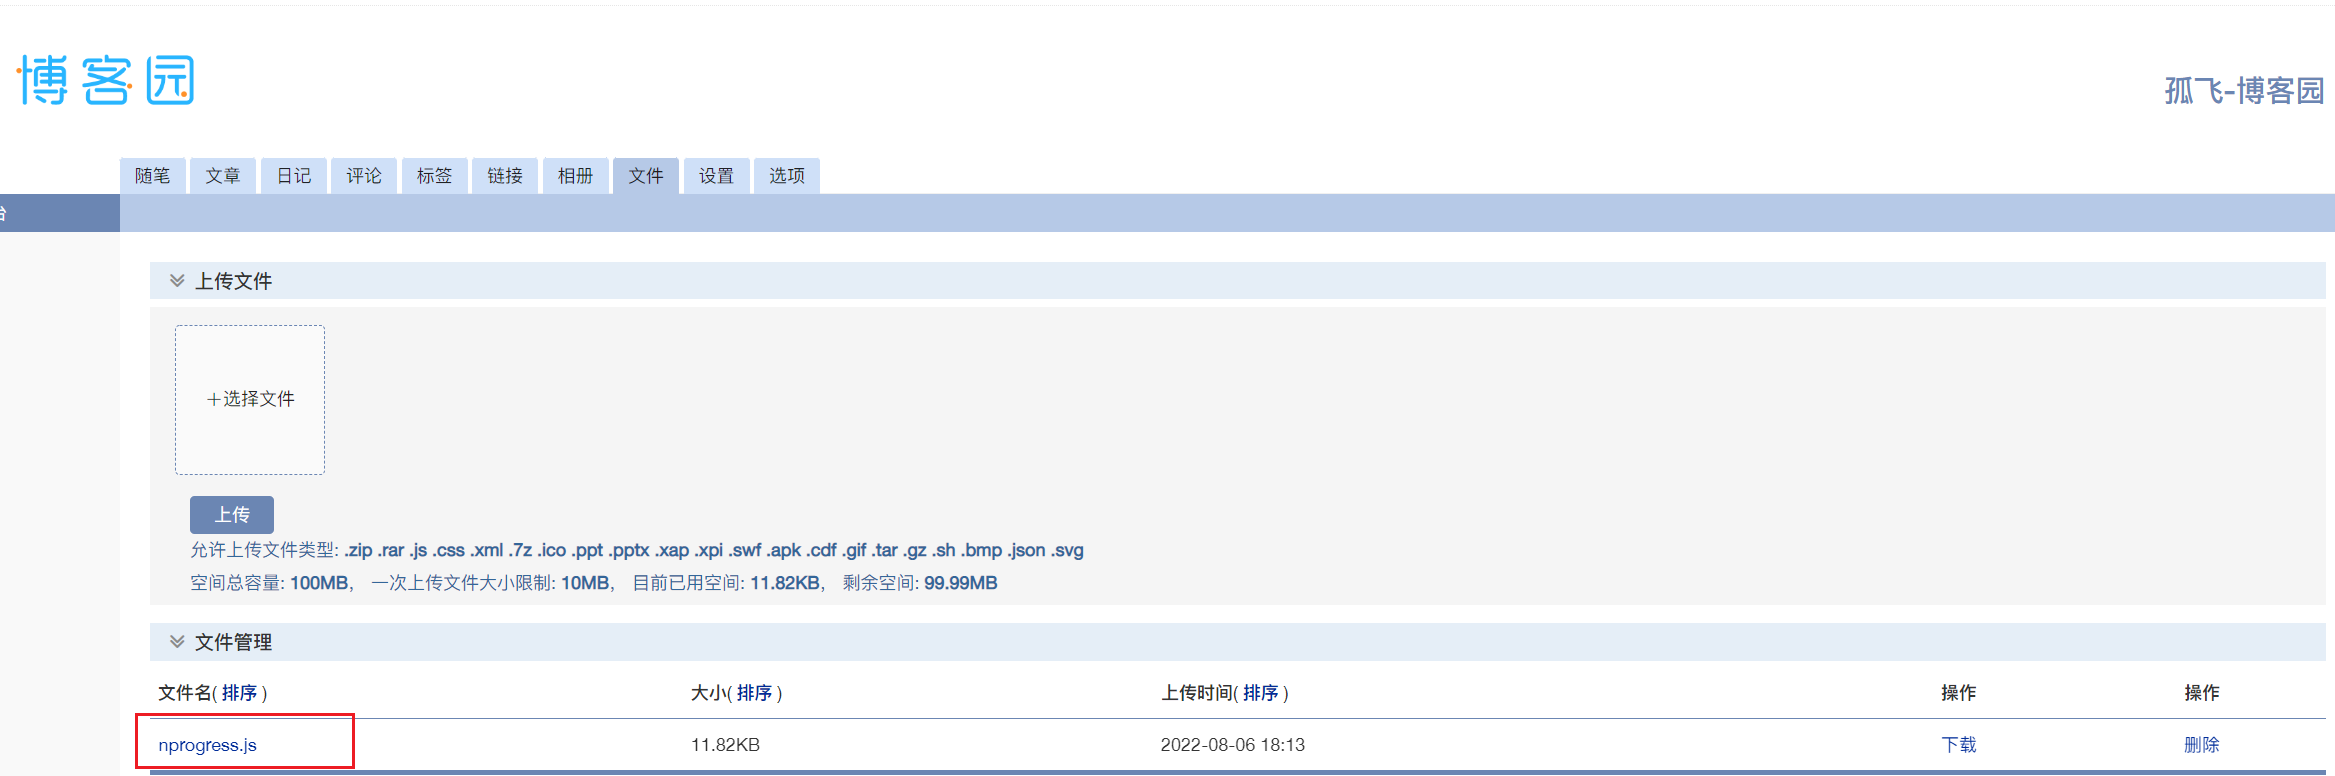 博客园
孤飞-博客园
随笔 文章 日记 评论 标签 链接 相册 文件 设置 选项
台
上传文件
+选择文件
上传
允许上传文件类型: .zip .rar .js .css .xml .7z .ico .ppt .pptx .xap .xpi .swf .apk .cdf .gif .tar .gz .sh .bmp .json .svg
空间总容量: 100MB， 一次上传文件大小限制: 10MB， 目前已用空间: 11.82KB， 剩余空间: 99.99MB
文件管理
文件名( 排序 ) 大小( 排序 ) 上传时间( 排序 ) 操作 操作
nprogress.js 11.82KB 2022-08-06 18:13 下载 删除